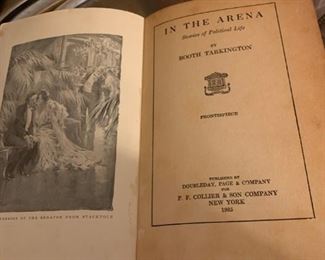 OF THE SENATOR FROM STACKPOLE
IN THE ARENA
Stories of Political Life
BY
BOOTH TARKINGTON
FRONTISPIECE
PUBLISHED BY
DOUBLEDAY, PAGE & COMPANY
FOR
P. F. COLLIER & SON COMPANY
NEW YORK
1905